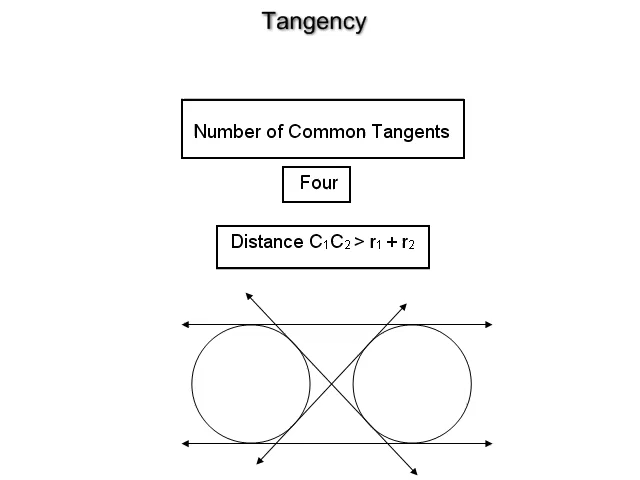 Tangency
Number of Common Tangents
Four
Distance C₁C₂ > r₁ + r₂